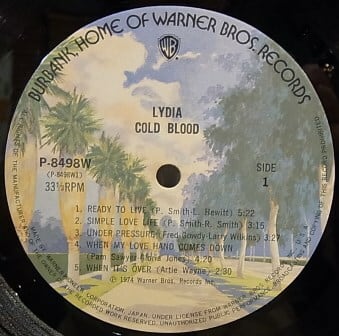 BURBANK, HOME OF WARNER BROS. RECORDS
WB
LYDIA
COLD BLOOD
P-8498W
(P-8498W1)
33⅓RPM
SIDE
1
1. READY TO LIVE (P. Smith-L. Hewitt) 5:22
2. SIMPLE LOVE LIFE (P. Smith-R. Smith) 3:15
3. UNDER PRESSURE (Fred Gowdy-Larry Wilkins) 3:27
4. WHEN MY LOVE HAND COMES DOWN
(Pam Sawyer-Gloria Jones) 4:20
5. WHEN IT'S OVER (Artie Wayne) 2:30
℗ 1974 Warner Bros. Records Inc.